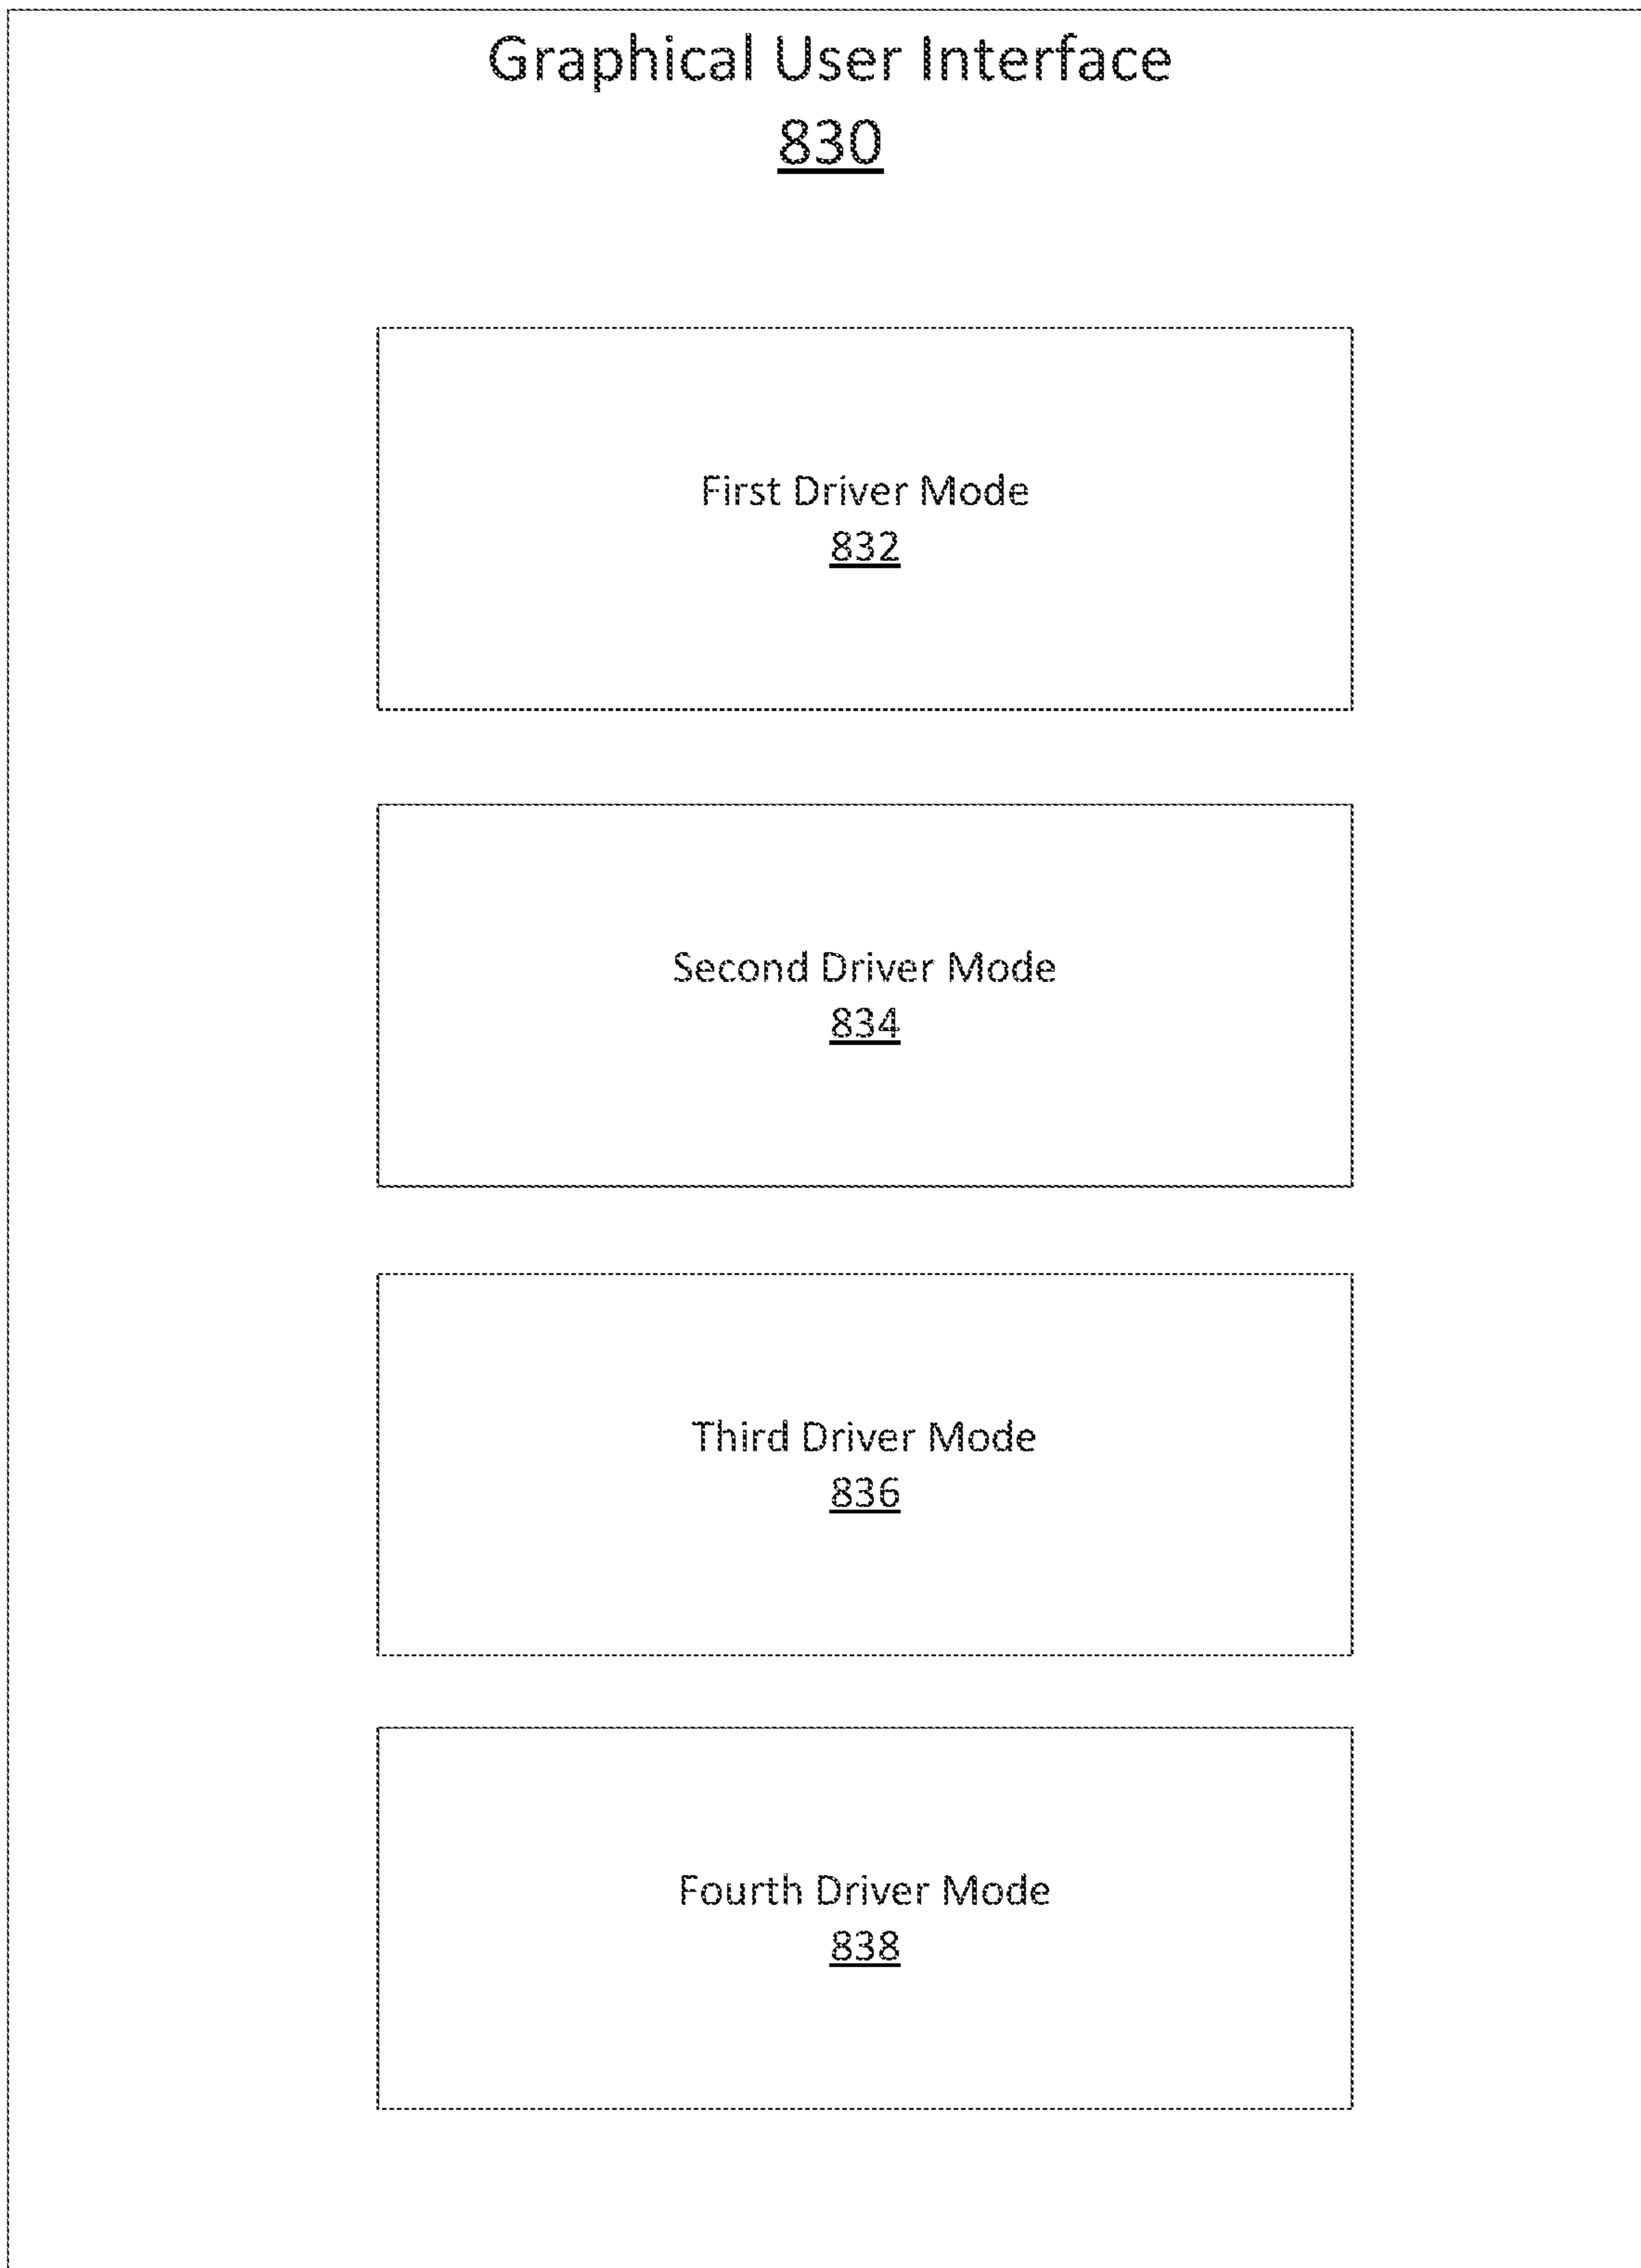 Graphical User Interface
830
First Driver Mode
832
Second Driver Mode
834
Third Driver Mode
836
Fourth Driver Mode
838